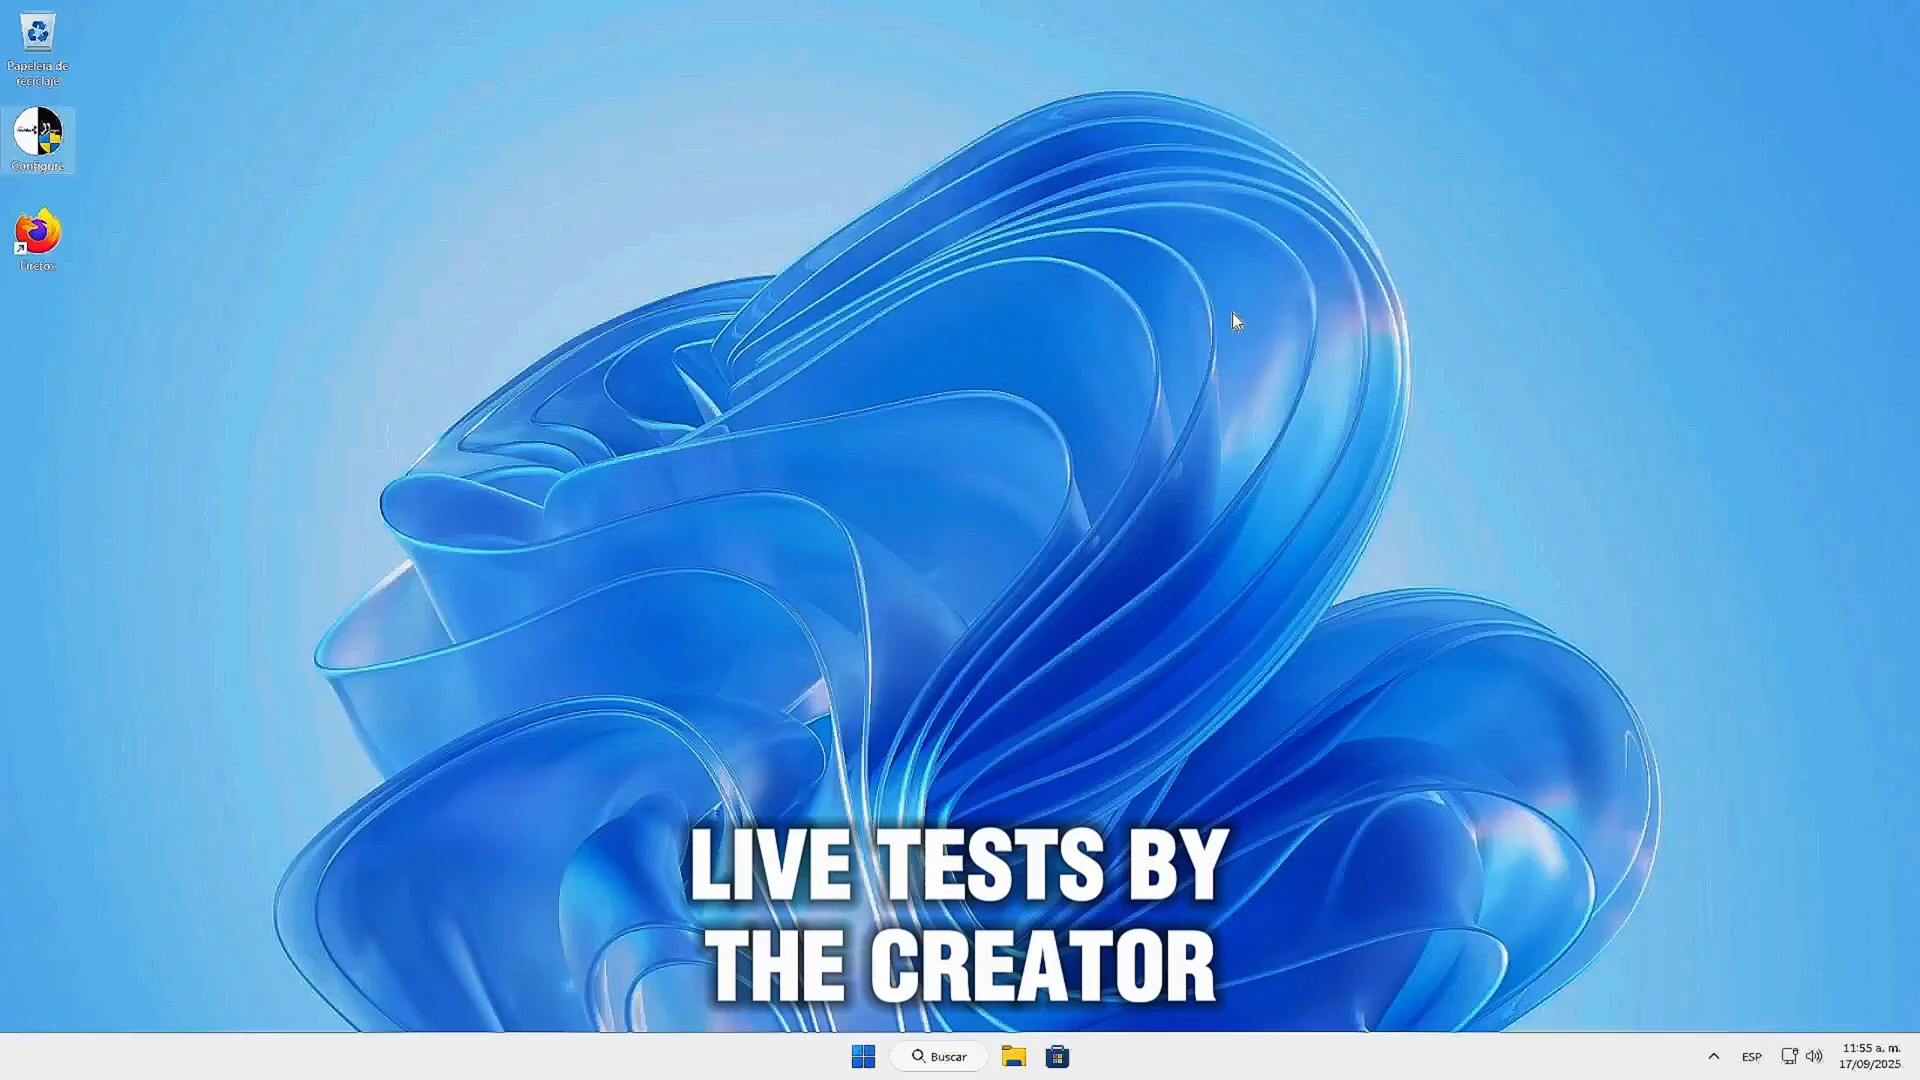 Papelera de
reciclaje
Configure
Firefox
LIVE TESTS BY
THE CREATOR
Buscar
ESP
11:55 a. m.
17/09/2025